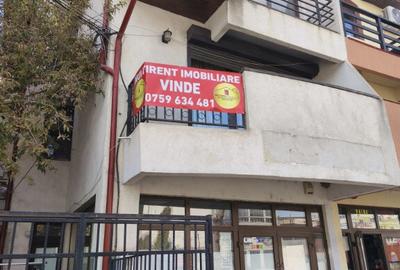 IRENT IMOBILIARE
VINDE
0759 634 481